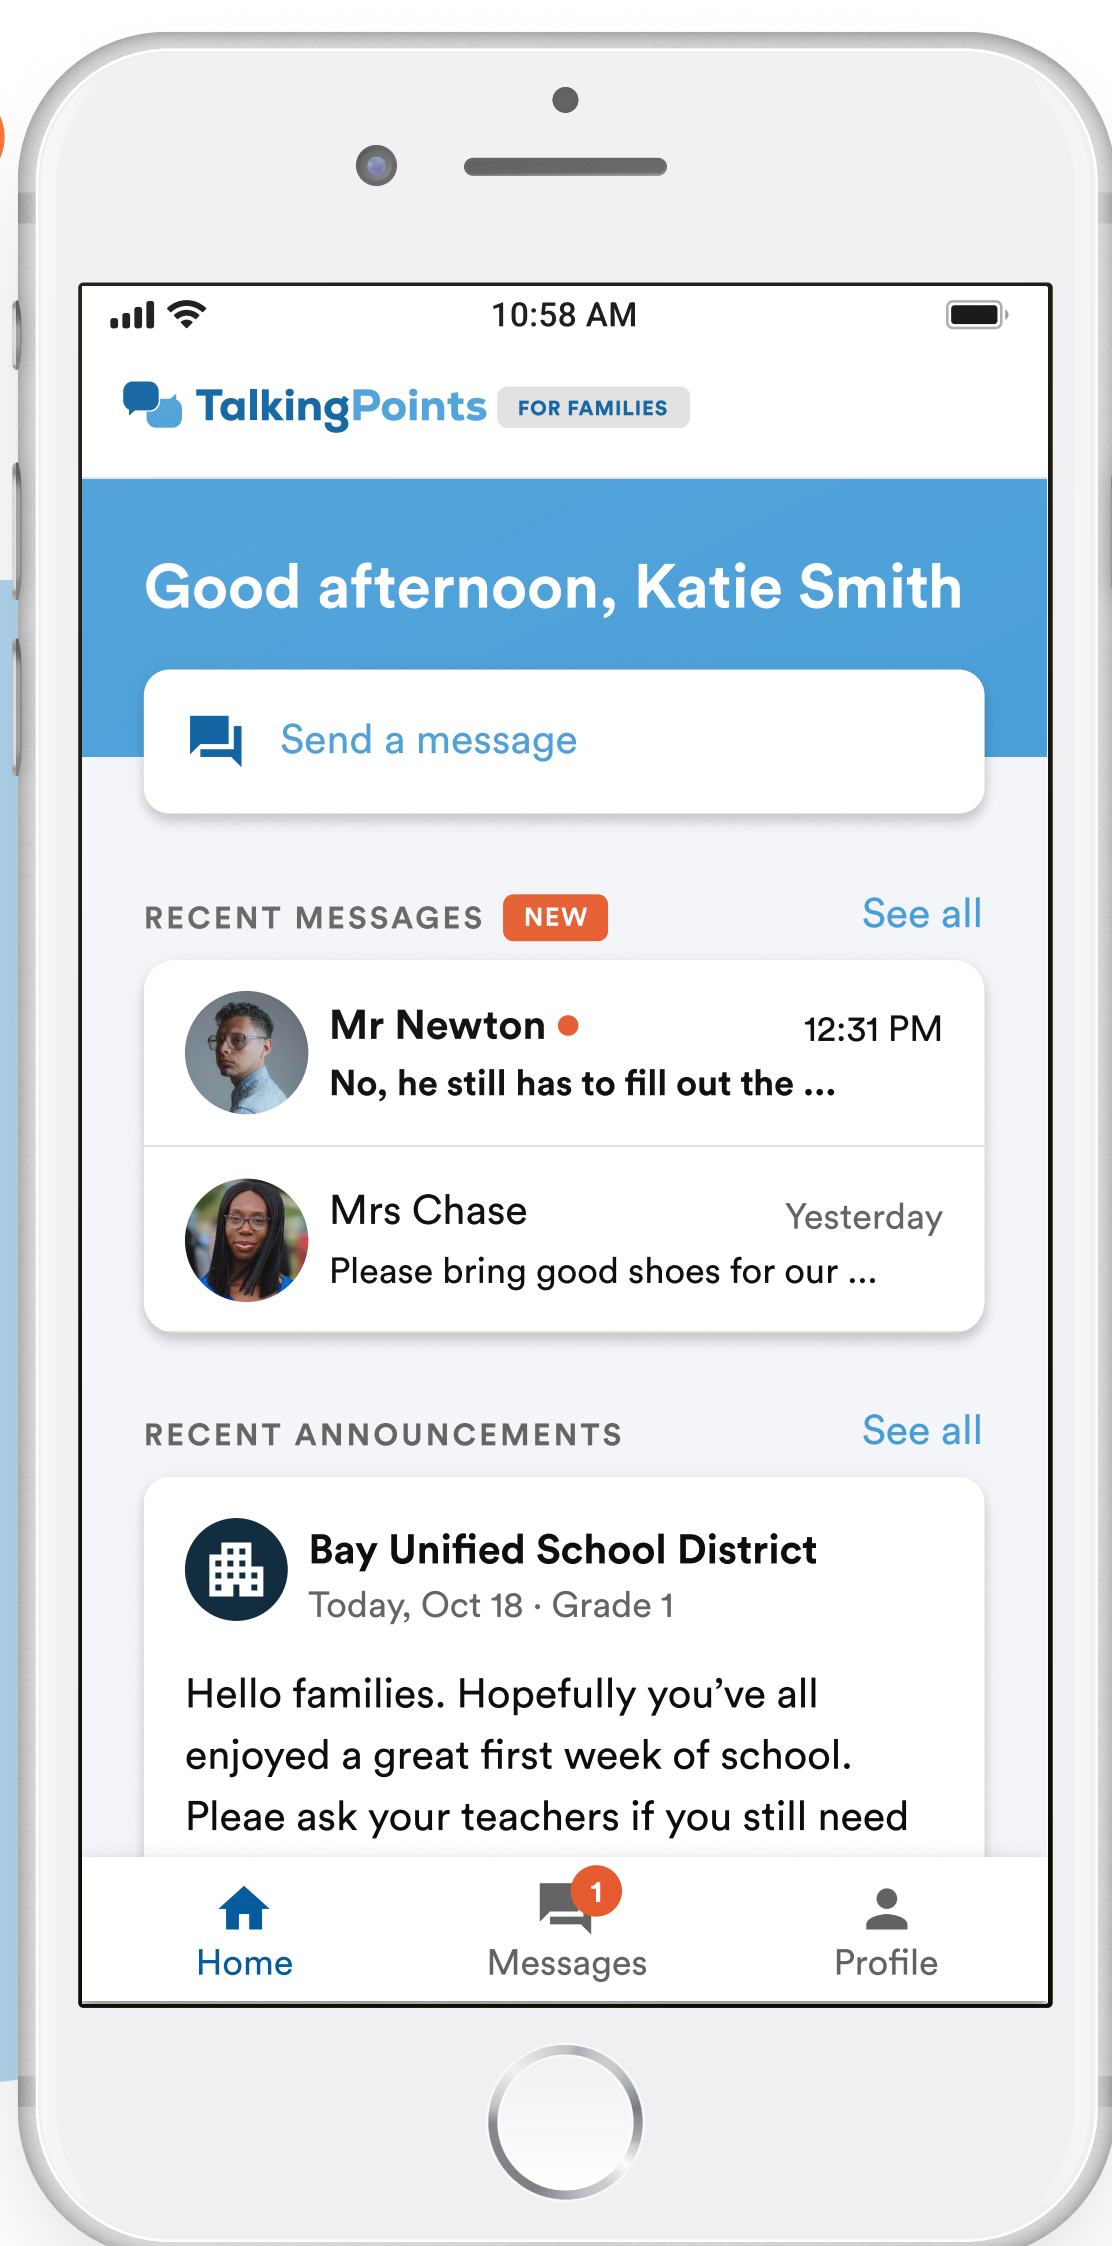 10:58 AM
TalkingPoints FOR FAMILIES
Good afternoon, Katie Smith
Send a message
RECENT MESSAGES NEW See all
Mr Newton 12:31 PM
No, he still has to fill out the ...
Mrs Chase Yesterday
Please bring good shoes for our ...
RECENT ANNOUNCEMENTS See all
Bay Unified School District
Today, Oct 18 · Grade 1
Hello families. Hopefully you’ve all
enjoyed a great first week of school.
Pleae ask your teachers if you still need
1
Home Messages Profile